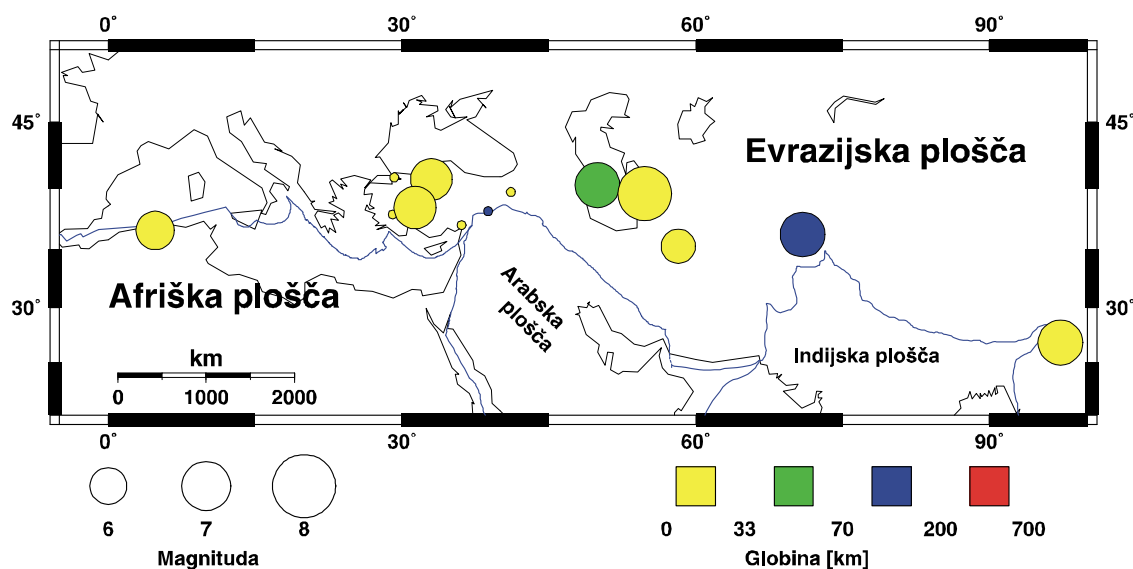 0° 30° 60° 90°
45° 45°
Evrazijska plošča
Afriška plošča
Arabska
plošča
30° 30°
Indijska plošča
km
0 1000 2000
0° 30° 60° 90°
6 7 8
Magnituda
0 33 70 200 700
Globina [km]